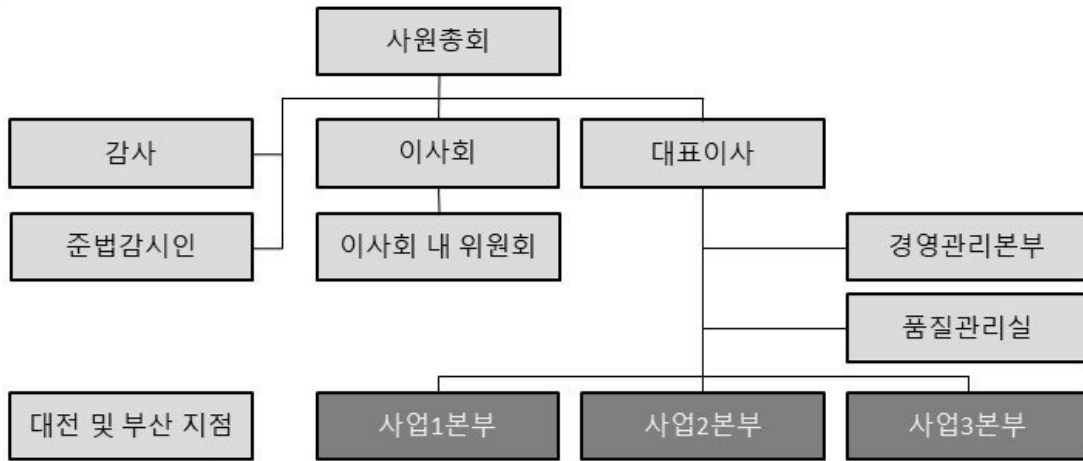 사원총회
감사
이사회
대표이사
준법감시인
이사회 내 위원회
경영관리본부
품질관리실
대전 및 부산 지점
사업1본부
사업2본부
사업3본부